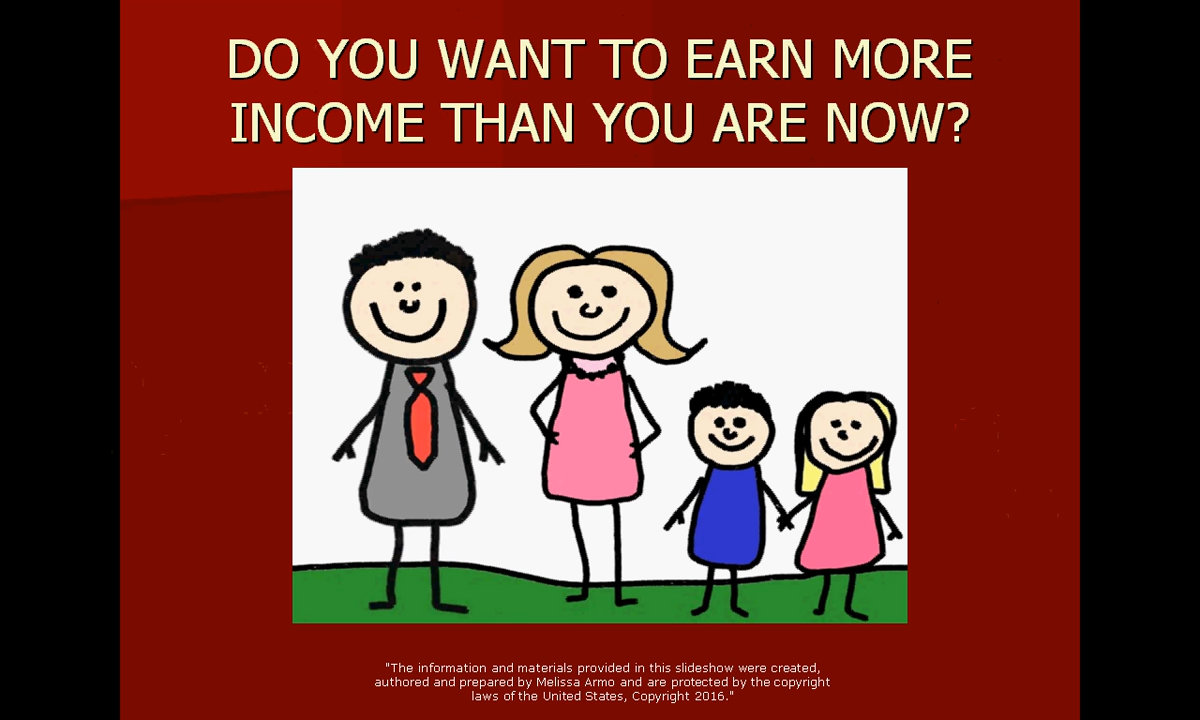 DO YOU WANT TO EARN MORE
INCOME THAN YOU ARE NOW?
"The information and materials provided in this slideshow were created,
authored and prepared by Melissa Armo and are protected by the copyright
laws of the United States, Copyright 2016."